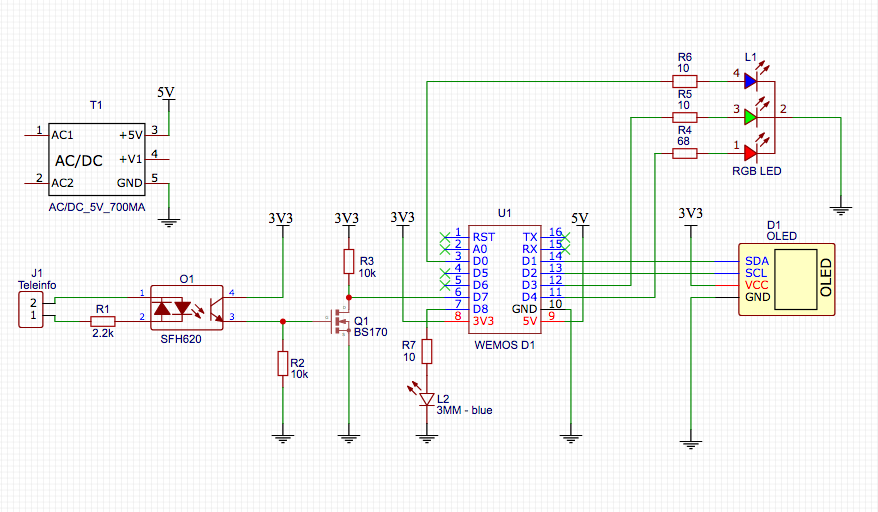 R6
10
L1
4
R5
10
3
2
R4
68
1
RGB LED
T1
5V
1 AC1 +5V 3
AC/DC +V1 4
2 AC2 GND 5
AC/DC_5V_700MA
3V3
3V3
3V3
U1
5V
3V3
D1
OLED
1 RST TX 16
2 A0 RX 15
3 D0 D1 14
4 D5 D2 13
5 D6 D3 12
6 D7 D4 11
7 D8 GND 10
8 3V3 5V 9
WEMOS D1
SDA
SCL
VCC
GND
OLED
R3
10k
J1
Teleinfo
2
1
R1
2.2k
O1
1
2
4
3
SFH620
R2
10k
Q1
BS170
R7
10
L2
3MM - blue